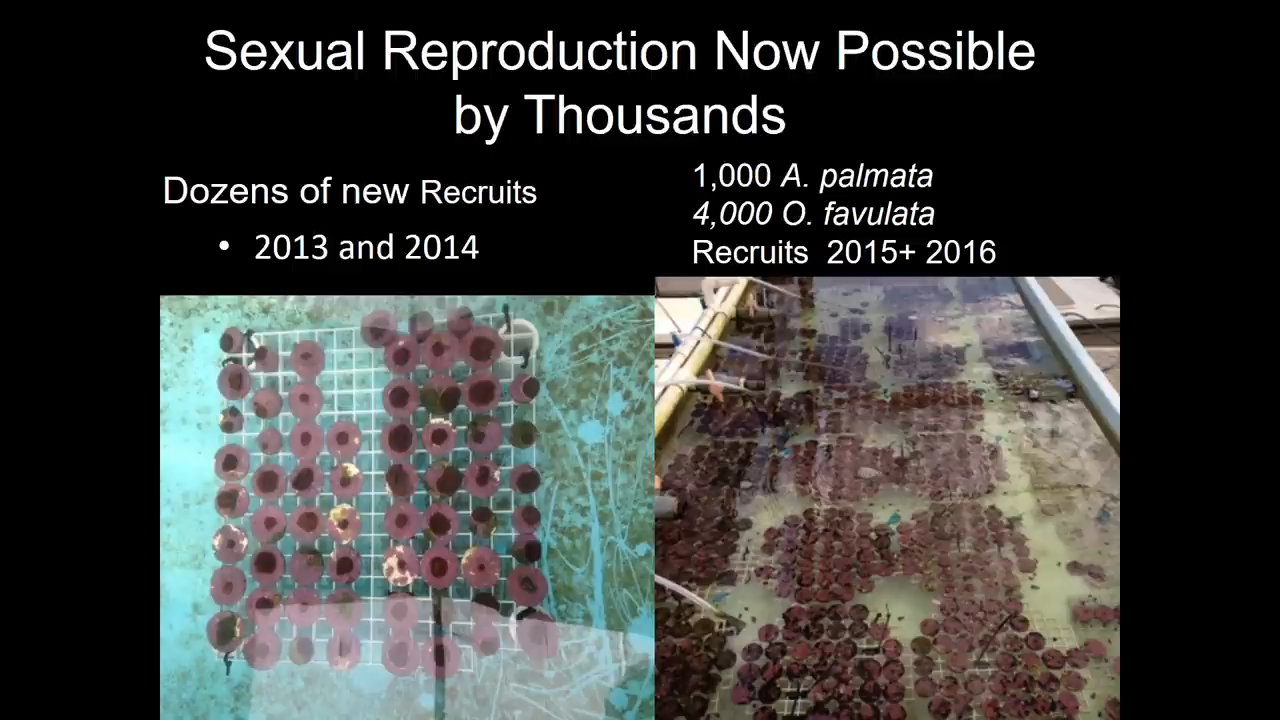 Sexual Reproduction Now Possible
by Thousands
Dozens of new Recruits
• 2013 and 2014
1,000 A. palmata
4,000 O. favulata
Recruits 2015+ 2016